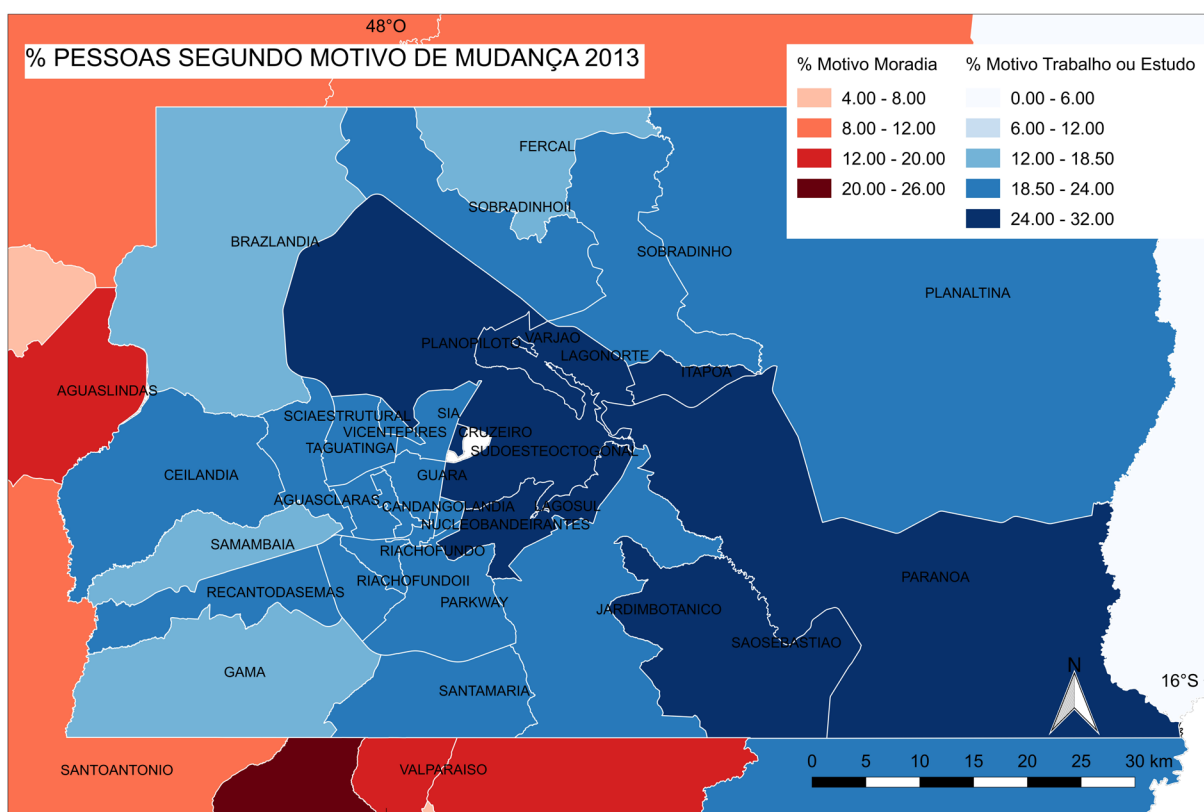 48°O
% PESSOAS SEGUNDO MOTIVO DE MUDANÇA 2013
% Motivo Moradia
4.00 - 8.00
8.00 - 12.00
12.00 - 20.00
20.00 - 26.00
% Motivo Trabalho ou Estudo
0.00 - 6.00
6.00 - 12.00
12.00 - 18.50
18.50 - 24.00
24.00 - 32.00
FERCAL
SOBRADINHOII
BRAZLANDIA
SOBRADINHO
PLANALTINA
VARJAO
PLANOPILOTO
LAGONORTE
ITAPOA
AGUASLINDAS
SCIAESTRUTURAL
SIA
VICENTEPIRES
CRUZEIRO
TAGUATINGA
SUDOESTEOCTOGONAL
CEILANDIA
GUARA
AGUASCLARAS
CANDANGOLANDIA
LAGOSUL
NUCLEOBANDEIRANTES
SAMAMBAIA
RIACHOFUNDO
RIACHOFUNDOII
PARANOA
RECANTODASEMAS
PARKWAY
JARDIMBOTANICO
SAOSEBASTIAO
GAMA
N
16°S
SANTAMARIA
SANTOANTONIO
VALPARAISO
0 5 10 15 20 25 30 km